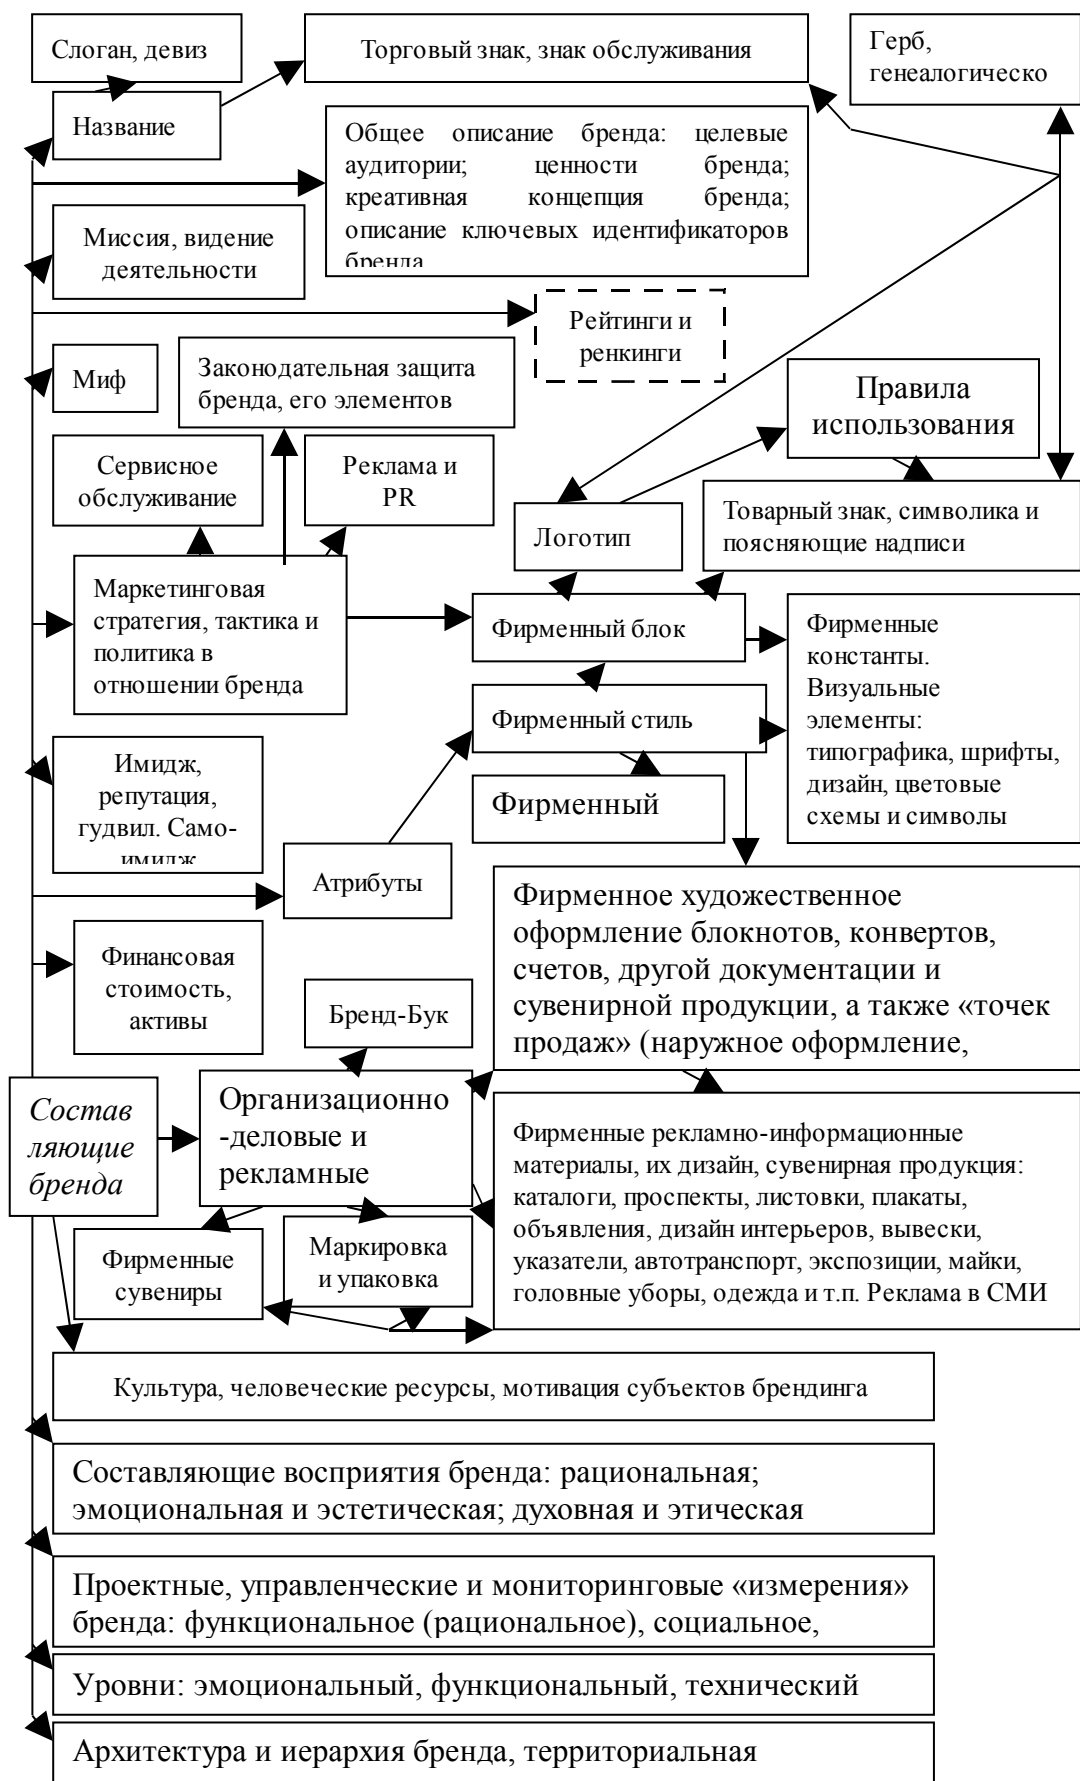 Слоган, девиз
Торговый знак, знак обслуживания
Герб,
генеалогическо
Название
Общее описание бренда: целевые
аудитории; ценности бренда;
креативная концепция бренда;
описание ключевых идентификаторов
бренда
Миссия, видение
деятельности
Рейтинги и
ренкинги
Миф
Законодательная защита
бренда, его элементов
Правила
использования
Сервисное
обслуживание
Реклама и
PR
Логотип
Товарный знак, символика и
поясняющие надписи
Маркетинговая
стратегия, тактика и
политика в
отношении бренда
Фирменный блок
Фирменные
константы.
Визуальные
элементы:
типографика, шрифты,
дизайн, цветовые
схемы и символы
Фирменный стиль
Имидж,
репутация,
гудвил. Само-
имидж
Фирменный
Атрибуты
Фирменное художественное
оформление блокнотов, конвертов,
счетов, другой документации и
сувенирной продукции, а также «точек
продаж» (наружное оформление,
Финансовая
стоимость,
активы
Бренд-Бук
Состав
ляющие
бренда
Организационно
-деловые и
рекламные
Фирменные рекламно-информационные
материалы, их дизайн, сувенирная продукция:
каталоги, проспекты, листовки, плакаты,
объявления, дизайн интерьеров, вывески,
указатели, автотранспорт, экспозиции, майки,
головные уборы, одежда и т.п. Реклама в СМИ
Фирменные
сувениры
Маркировка
и упаковка
Культура, человеческие ресурсы, мотивация субъектов брендинга
Составляющие восприятия бренда: рациональная;
эмоциональная и эстетическая; духовная и этическая
Проектные, управленческие и мониторинговые «измерения»
бренда: функциональное (рациональное), социальное,
Уровни: эмоциональный, функциональный, технический
Архитектура и иерархия бренда, территориальная